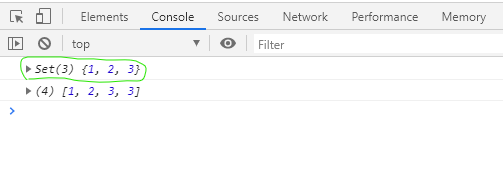 Elements Console Sources Network Performance Memory
top Filter
Set(3) {1, 2, 3}
(4) [1, 2, 3, 3]